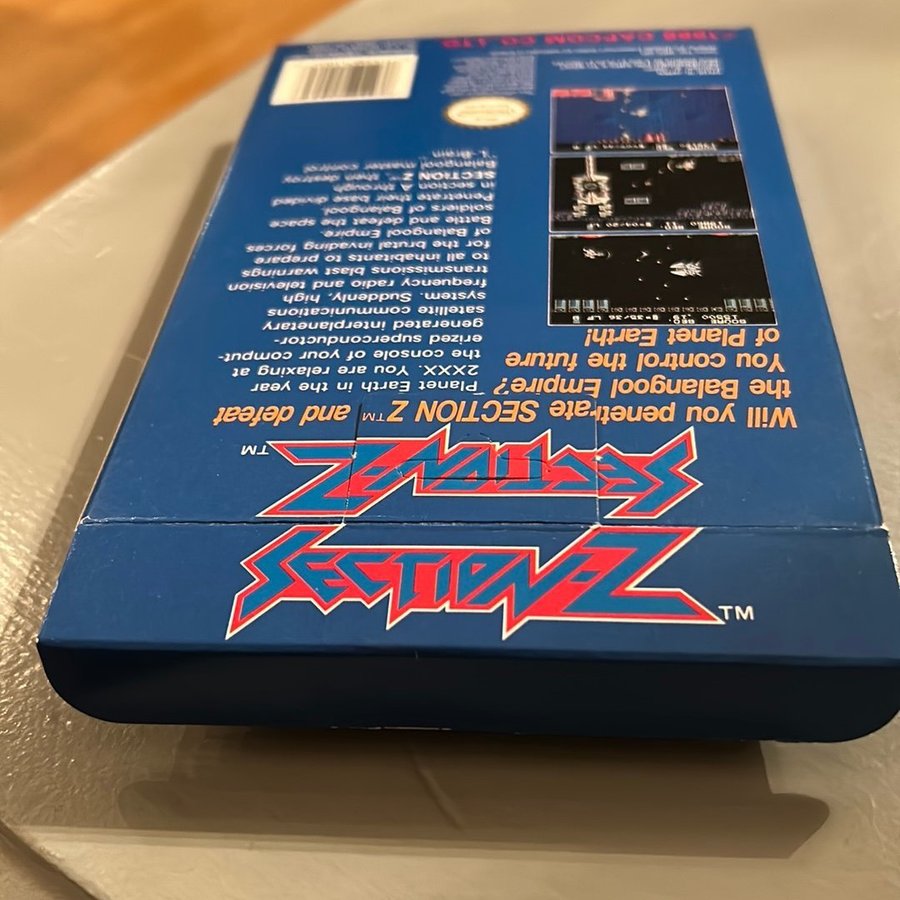 SECTION-Z TM
SECTION-Z TM
Will you penetrate SECTION Z™ and defeat
the Balangool Empire?
You control the future
of Planet Earth!
Planet Earth in the year
2XXX. You are relaxing at
the console of your comput-
erized superconductor-
generated interplanetary
satellite communications
system. Suddenly, high
frequency radio and television
transmissions blast warnings
to all inhabitants to prepare
for the brutal invading forces
of Balangool Empire.
Battle and defeat the space
soldiers of Balangool.
Penetrate their base divided
in section A through
SECTION Z™, then destroy
Balangool master control
"L-Brain.
©1988 CAPCOM CO. LTD